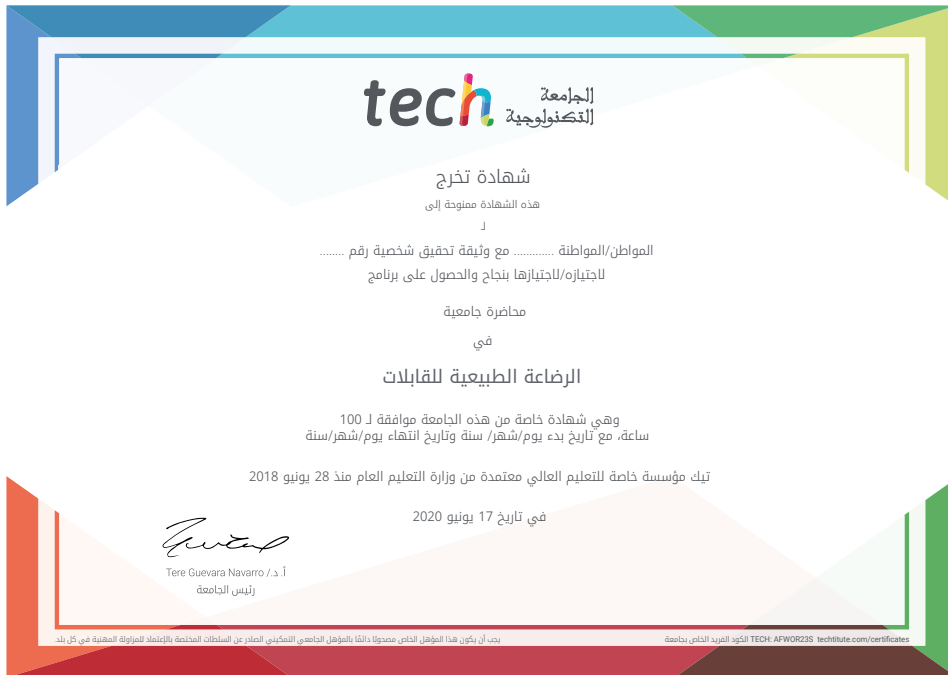 tech الجامعة
التكنولوجية
شهادة تخرج
هذه الشهادة ممنوحة إلى
لـ
المواطن/المواطنة ............ مع وثيقة تحقيق شخصية رقم ........
لاجتيازه/لاجتيازها بنجاح والحصول على برنامج
محاضرة جامعية
في
الرضاعة الطبيعية للقابلات
وهي شهادة خاصة من هذه الجامعة موافقة لـ 100
ساعة، مع تاريخ بدء يوم/شهر/ سنة وتاريخ انتهاء يوم/شهر/سنة
تيك مؤسسة خاصة للتعليم العالي معتمدة من وزارة التعليم العام منذ 28 يونيو 2018
في تاريخ 17 يونيو 2020
أ. د./ Tere Guevara Navarro
رئيس الجامعة
الكود الفريد الخاص بجامعة TECH: AFWOR23S techtitute.com/certificates
يجب أن يكون هذا المؤهل الخاص مصحوبًا دائمًا بالمؤهل الجامعي التمكيني الصادر عن السلطات المختصة بالإعتماد للمزاولة المهنية في كل بلد.